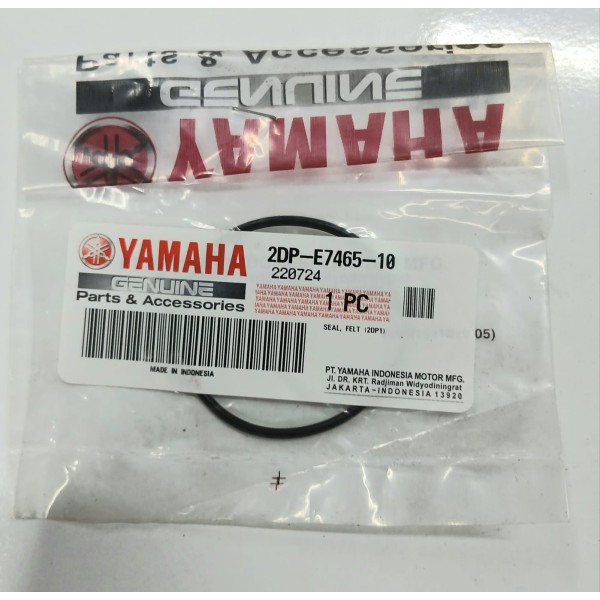 Parts & Accessories
GENUINE
YAMAHA
YAMAHA
GENUINE
Parts & Accessories
MADE IN INDONESIA
2DP-E7465-10
220724
1 PC
SEAL, FELT (2DP1)
PT. YAMAHA INDONESIA MOTOR MFG.
Jl. DR. KRT. Radjiman Widyodiningrat
JAKARTA-INDONESIA 13920
MFG
05)